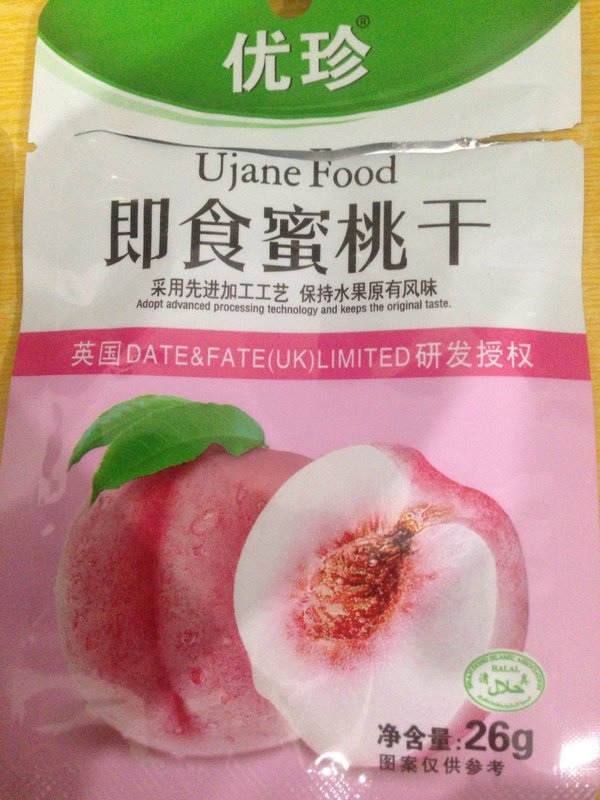 优珍®
Ujane Food
即食蜜桃干
采用先进加工工艺 保持水果原有风味
Adopt advanced processing technology and keeps the original taste.
英国DATE&FATE(UK)LIMITED研发授权
HALAL
清 真
حلال
净含量:26g
图案仅供参考